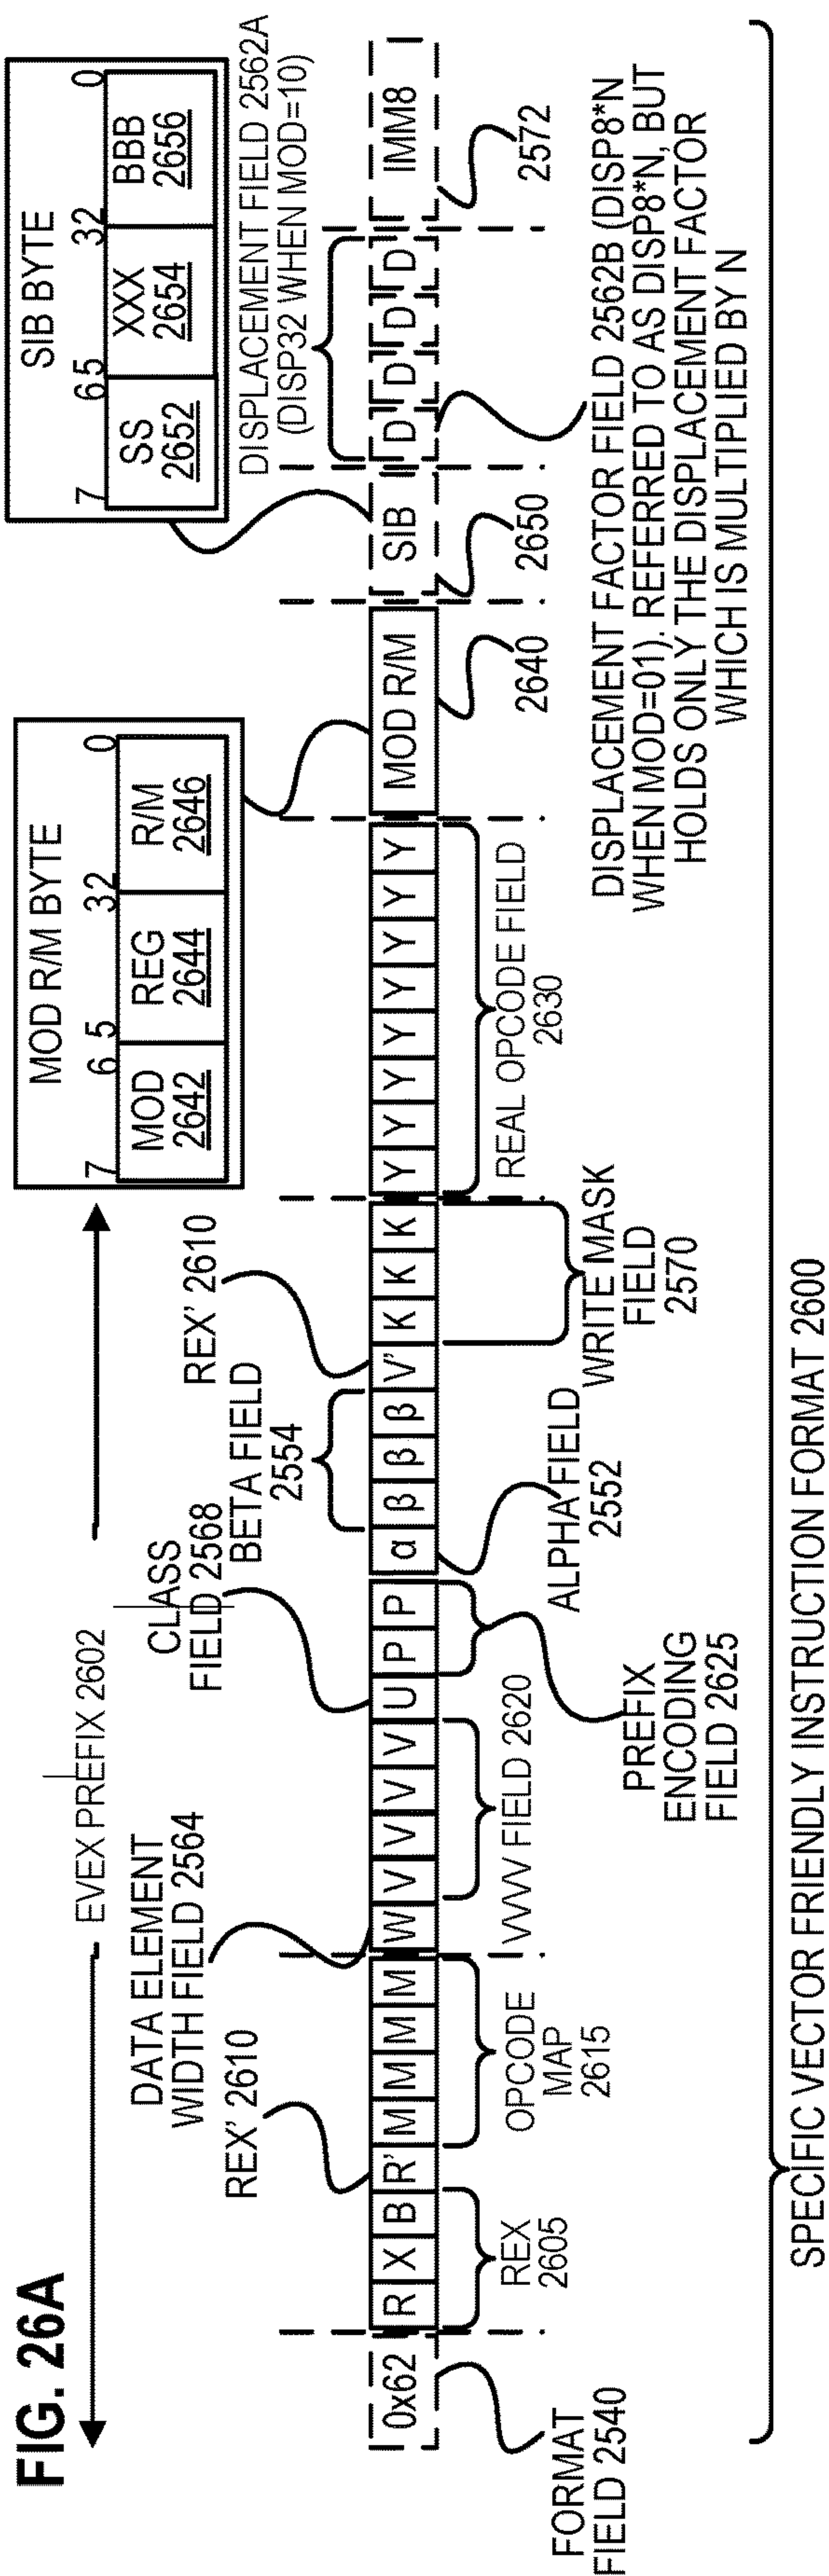 FIG. 26A
EVEX PREFIX 2602
MOD R/M BYTE
7
6
5
3
2
0
MOD
2642
REG
2644
R/M
2646
SIB BYTE
7
6
5
3
2
0
SS
2652
XXX
2654
BBB
2656
REX' 2610
DATA ELEMENT
WIDTH FIELD 2564
CLASS
FIELD 2568
BETA FIELD
2554
REX' 2610
DISPLACEMENT FIELD 2562A
(DISP32 WHEN MOD=10)
0x62 R X B R' M M M M W V V V V U P P α β β β V' K K K Y Y Y Y Y Y Y Y MOD R/M SIB D D D D IMM8
FORMAT
FIELD 2540
REX
2605
OPCODE
MAP
2615
VVVV FIELD 2620
PREFIX
ENCODING
FIELD 2625
ALPHA FIELD
2552
WRITE MASK
FIELD
2570
REAL OPCODE FIELD
2630
2640
2650
2572
DISPLACEMENT FACTOR FIELD 2562B (DISP8*N
WHEN MOD=01). REFERRED TO AS DISP8*N, BUT
HOLDS ONLY THE DISPLACEMENT FACTOR
WHICH IS MULTIPLIED BY N
SPECIFIC VECTOR FRIENDLY INSTRUCTION FORMAT 2600